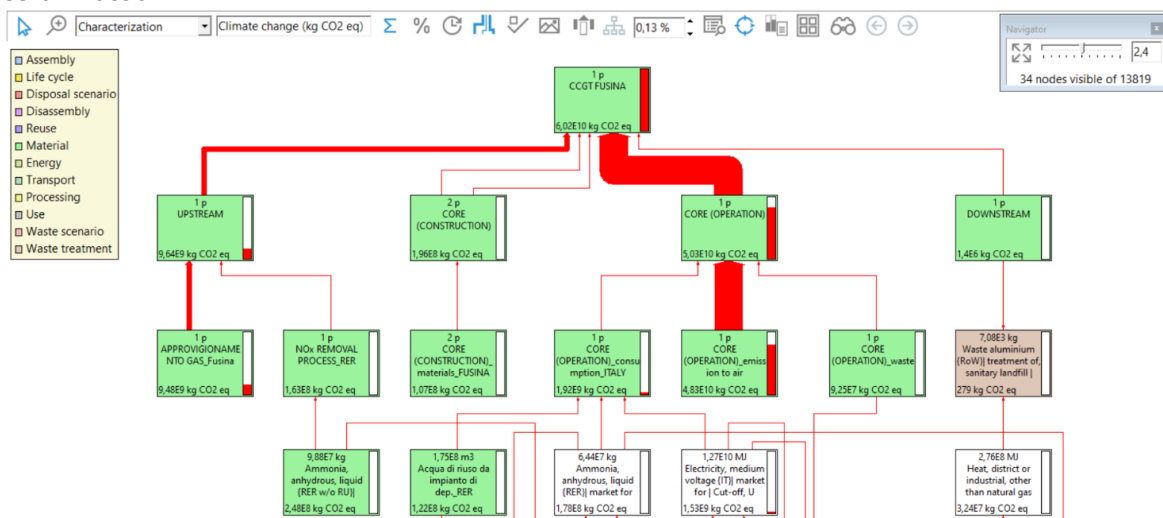 Characterization
Climate change (kg CO2 eq)
Σ
%
0,13 %
Navigator
2,4
34 nodes visible of 13819
Assembly
Life cycle
Disposal scenario
Disassembly
Reuse
Material
Energy
Transport
Processing
Use
Waste scenario
Waste treatment
1 p
CCGT FUSINA
6,02E10 kg CO2 eq
1 p
UPSTREAM
9,64E9 kg CO2 eq
2 p
CORE
(CONSTRUCTION)
1,96E8 kg CO2 eq
1 p
CORE (OPERATION)
5,03E10 kg CO2 eq
1 p
DOWNSTREAM
1,4E6 kg CO2 eq
1 p
APPROVIGIONAME
NTO GAS_Fusina
9,48E9 kg CO2 eq
1 p
NOx REMOVAL
PROCESS_RER
1,63E8 kg CO2 eq
2 p
CORE
(CONSTRUCTION)_
materials_FUSINA
1,07E8 kg CO2 eq
1 p
CORE
(OPERATION)_consu
mption_ITALY
1,92E9 kg CO2 eq
1 p
CORE
(OPERATION)_emiss
ion to air
4,83E10 kg CO2 eq
1 p
CORE
(OPERATION)_waste
9,25E7 kg CO2 eq
7,08E3 kg
Waste aluminium
{RoW}| treatment of,
sanitary landfill |
279 kg CO2 eq
9,88E7 kg
Ammonia,
anhydrous, liquid
{RER w/o RU}|
2,48E8 kg CO2 eq
1,75E8 m3
Acqua di riuso da
impianto di
dep._RER
1,22E8 kg CO2 eq
6,44E7 kg
Ammonia,
anhydrous, liquid
{RER}| market for
1,78E8 kg CO2 eq
1,27E10 MJ
Electricity, medium
voltage {IT}| market
for | Cut-off, U
1,53E9 kg CO2 eq
2,76E8 MJ
Heat, district or
industrial, other
than natural gas
3,24E7 kg CO2 eq